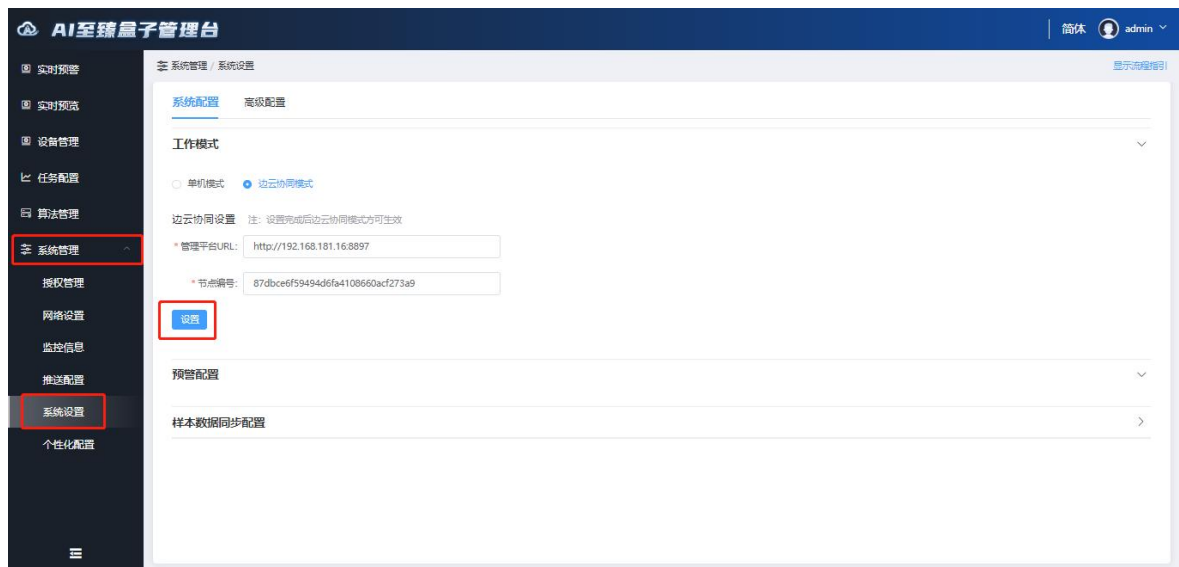 AI至臻盒子管理台
简体 admin
实时预警
系统管理 / 系统设置
显示流程指引
实时预览
系统配置 高级配置
设备管理
工作模式
任务配置
单机模式 边云协同模式
算法管理
边云协同设置 注：设置完成后边云协同模式方可生效
系统管理
* 管理平台URL: http://192.168.181.16:8897
授权管理
* 节点编号: 87dbce6f59494d6fa4108660acf273a9
网络设置
设置
监控信息
推送配置
预警配置
系统设置
样本数据同步配置
个性化配置